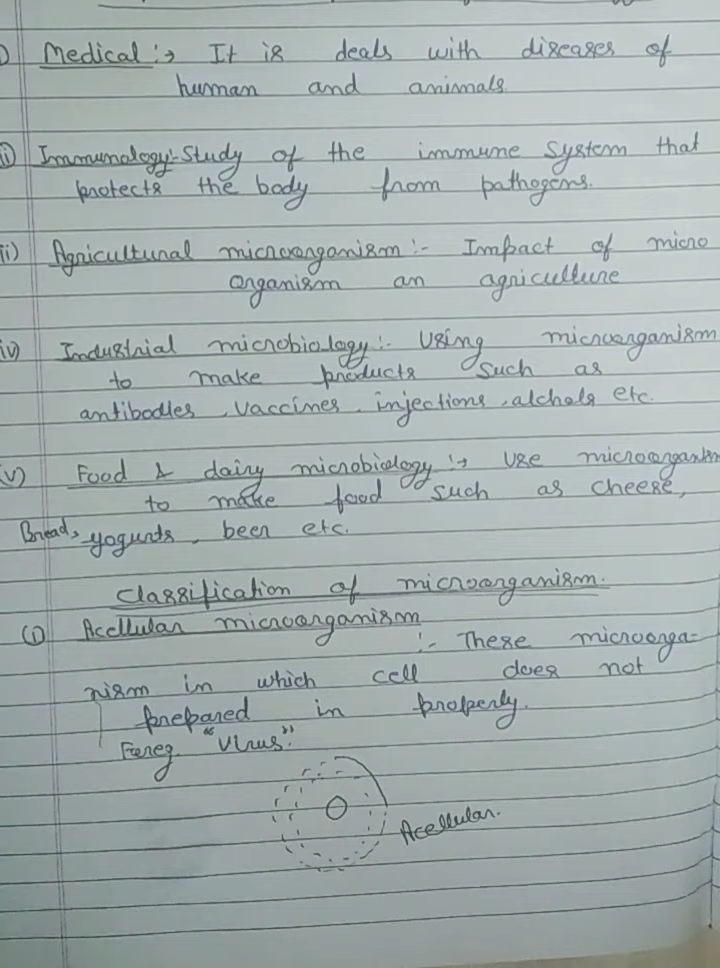 i) Medical :→ It is deals with diseases of
human and animals.
ii) Immunology:- Study of the immune system that
protects the body from pathogens.
iii) Agricultural microorganism :- Impact of micro
organism an agriculture
iv) Industrial microbiology:- Using microorganism
to make products such as
antibodies, vaccines, injections, alchols etc.
v) Food & dairy microbiology :→ use microorganism
to make food such as cheese,
Bread, yogurts, beer etc.
Classification of microorganism.
(i) Acellular microorganism
:- These microorga-
nism in which cell does not
prepared in properly.
"Virus".
Acellular.